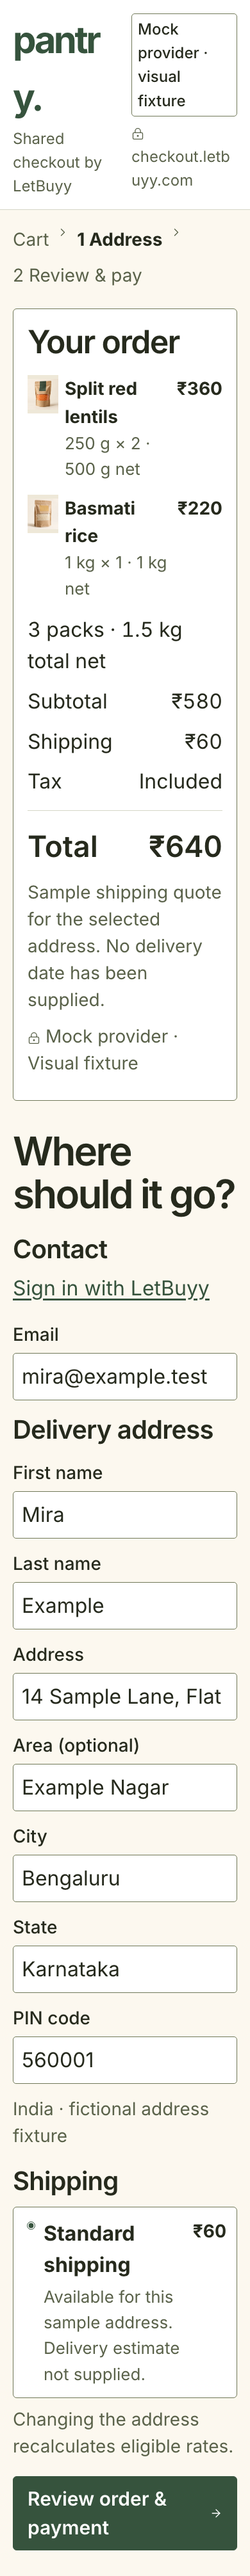 pantr
y.
Shared
checkout by
LetBuyy
Mock
provider ·
visual
fixture
checkout.letb
uyy.com
Cart > 1 Address >
2 Review & pay
Your order
Split red ₹360
lentils
250 g × 2 ·
500 g net
Basmati ₹220
rice
1 kg × 1 · 1 kg
net
3 packs · 1.5 kg
total net
Subtotal ₹580
Shipping ₹60
Tax Included
Total ₹640
Sample shipping quote
for the selected
address. No delivery
date has been
supplied.
Mock provider ·
Visual fixture
Where
should it go?
Contact
Sign in with LetBuyy
Email
mira@example.test
Delivery address
First name
Mira
Last name
Example
Address
14 Sample Lane, Flat
Area (optional)
Example Nagar
City
Bengaluru
State
Karnataka
PIN code
560001
India · fictional address
fixture
Shipping
Standard ₹60
shipping
Available for this
sample address.
Delivery estimate
not supplied.
Changing the address
recalculates eligible rates.
Review order &
payment →